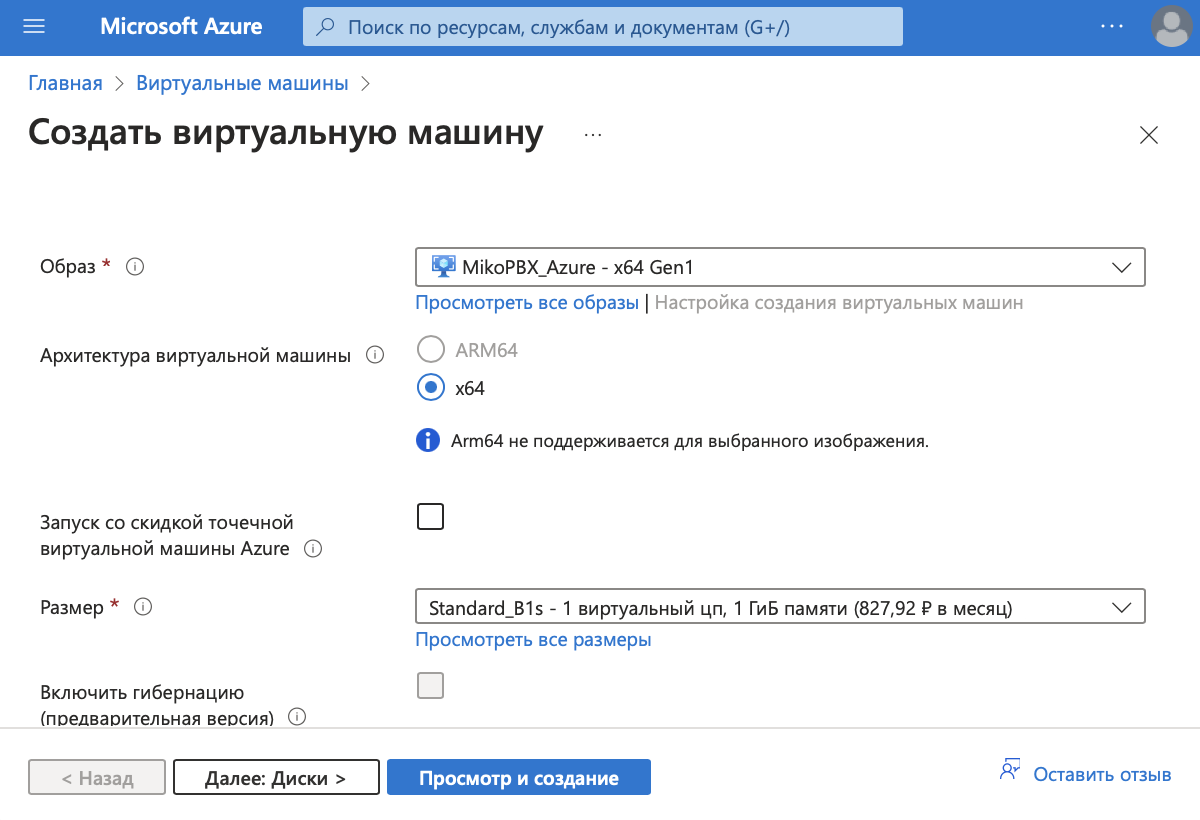 Microsoft Azure
Поиск по ресурсам, службам и документам (G+/)
Главная > Виртуальные машины >
Создать виртуальную машину ...
Образ *
MikoPBX_Azure - x64 Gen1
Просмотреть все образы | Настройка создания виртуальных машин
Архитектура виртуальной машины
ARM64
x64
Arm64 не поддерживается для выбранного изображения.
Запуск со скидкой точечной
виртуальной машины Azure
Размер *
Standard_B1s - 1 виртуальный цп, 1 ГиБ памяти (827,92 ₽ в месяц)
Просмотреть все размеры
Включить гибернацию
(предварительная версия)
< Назад
Далее: Диски >
Просмотр и создание
Оставить отзыв